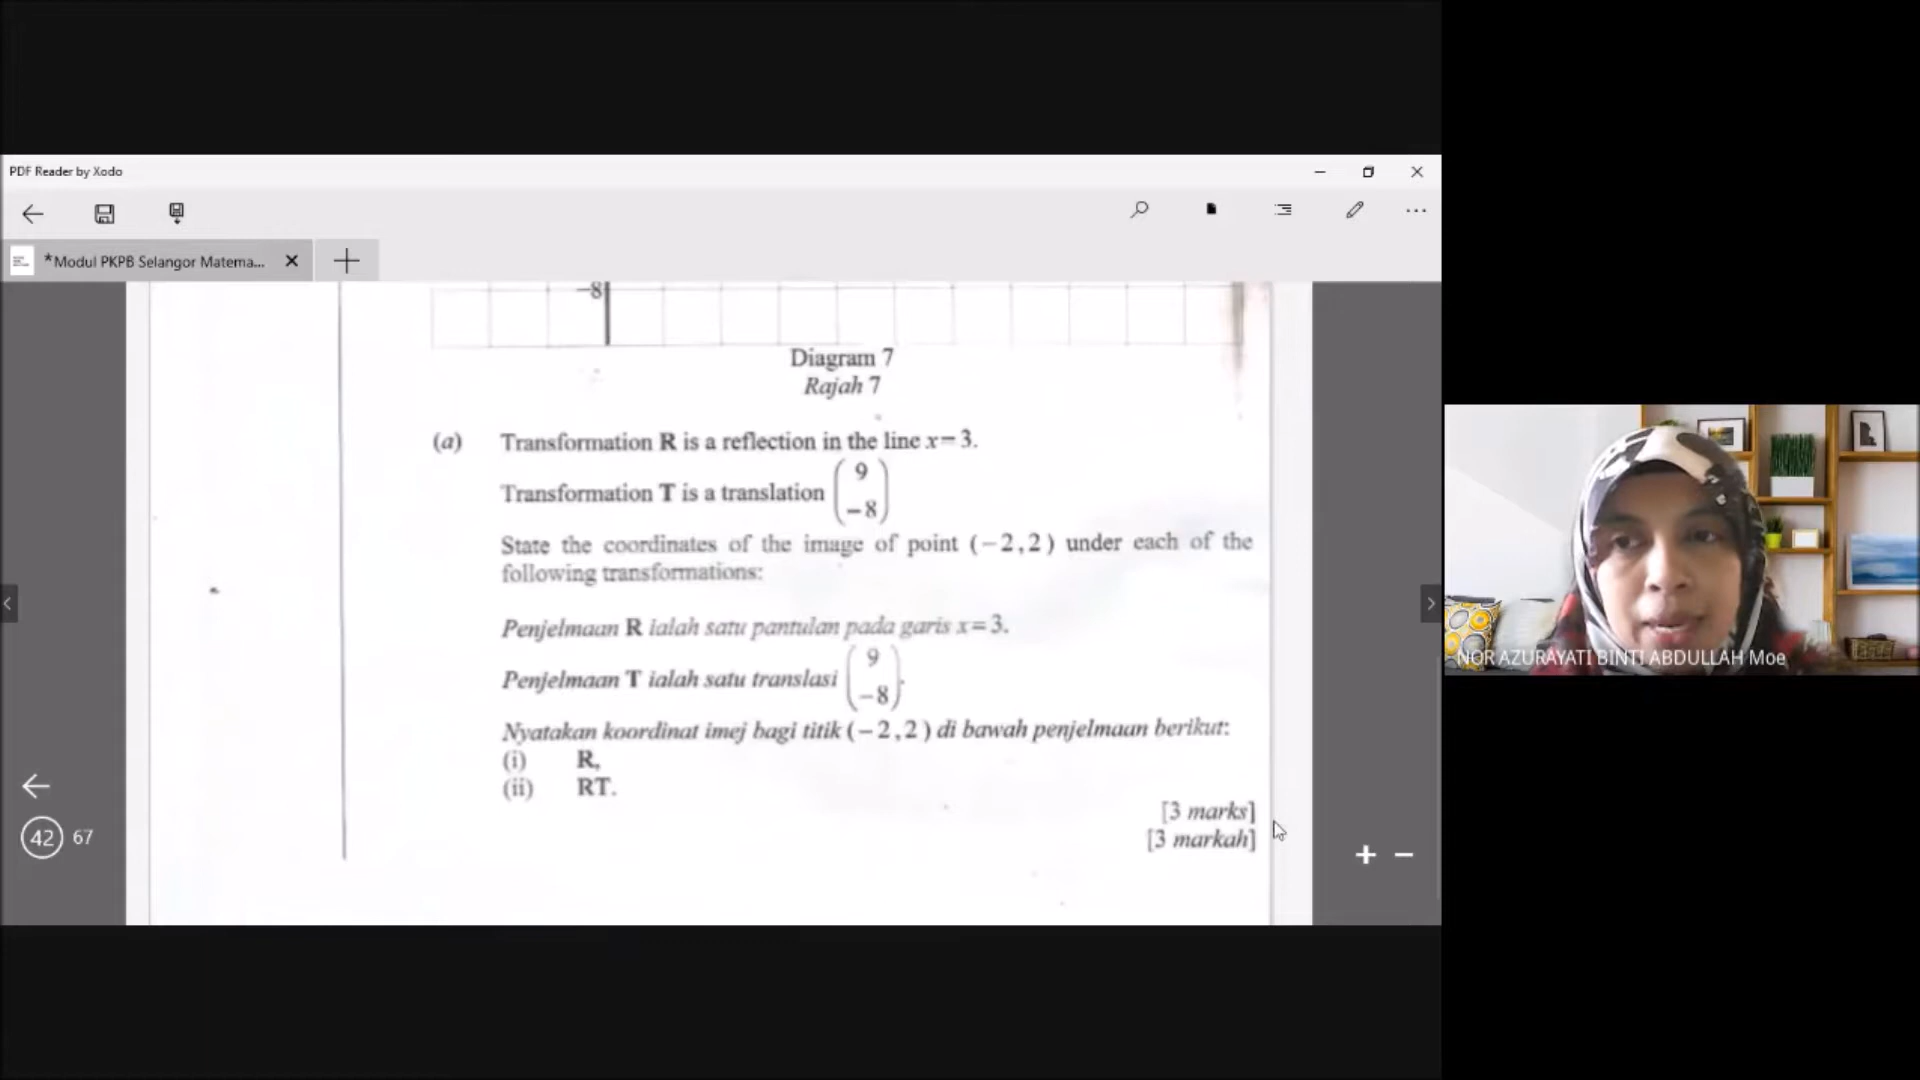 PDF Reader by Xodo
*Modul PKPB Selangor Matema...
-8
Diagram 7
Rajah 7
(a) Transformation R is a reflection in the line x=3.
Transformation T is a translation (9 -8)
State the coordinates of the image of point (-2,2) under each of the
following transformations:
Penjelmaan R ialah satu pantulan pada garis x=3.
Penjelmaan T ialah satu translasi (9 -8).
Nyatakan koordinat imej bagi titik (-2,2) di bawah penjelmaan berikut:
(i) R,
(ii) RT.
[3 marks]
[3 markah]
42 67
NOR AZURAYATI BINTI ABDULLAH Moe